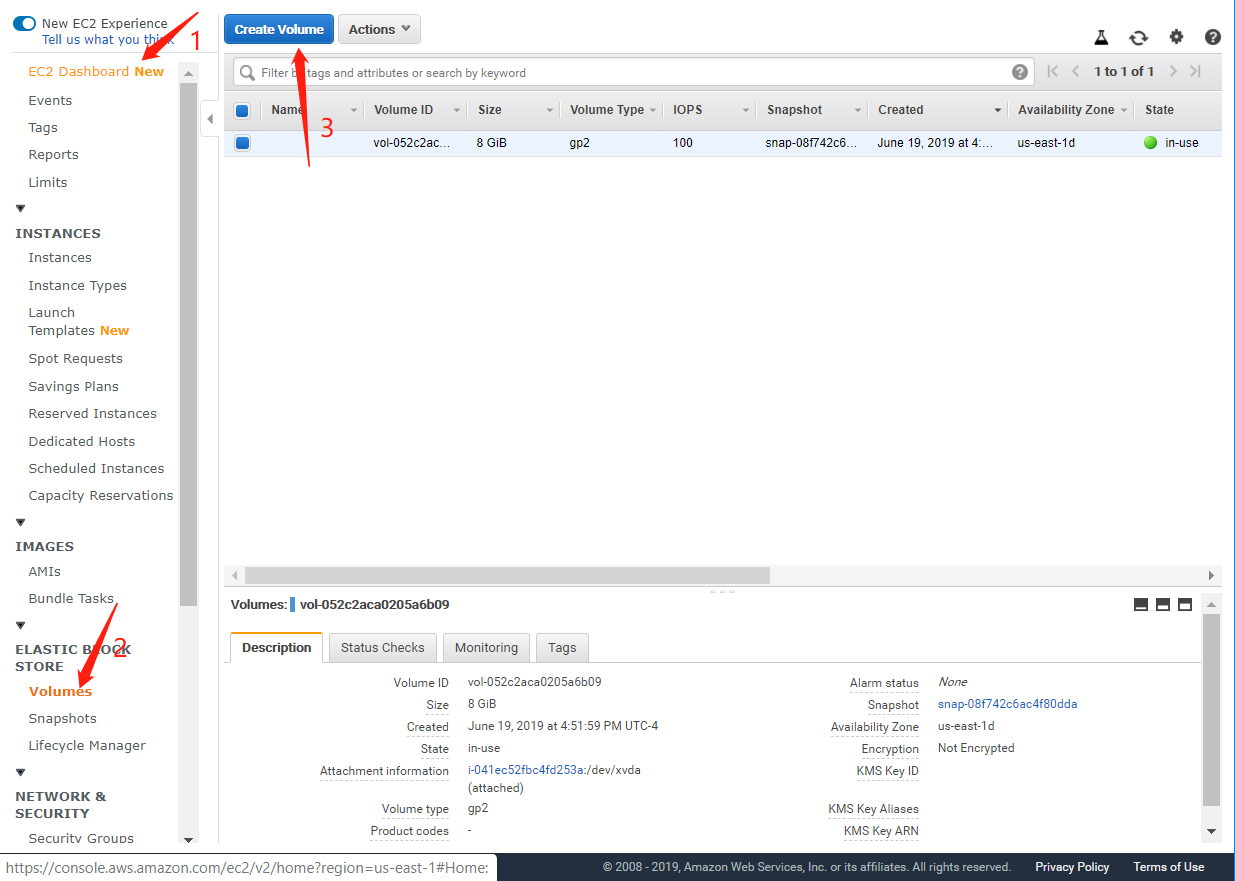 New EC2 Experience
Tell us what you think
1
EC2 Dashboard New
Events
Tags
Reports
Limits
INSTANCES
Instances
Instance Types
Launch
Templates New
Spot Requests
Savings Plans
Reserved Instances
Dedicated Hosts
Scheduled Instances
Capacity Reservations
IMAGES
AMIs
Bundle Tasks
ELASTIC BLOCK
STORE
2
Volumes
Snapshots
Lifecycle Manager
NETWORK &
SECURITY
Security Groups
Create Volume Actions
3
Filter by tags and attributes or search by keyword
1 to 1 of 1
Name Volume ID Size Volume Type IOPS Snapshot Created Availability Zone State
vol-052c2ac... 8 GiB gp2 100 snap-08f742c6... June 19, 2019 at 4:... us-east-1d in-use
Volumes: vol-052c2aca0205a6b09
Description Status Checks Monitoring Tags
Volume ID vol-052c2aca0205a6b09 Alarm status None
Size 8 GiB Snapshot snap-08f742c6ac4f80dda
Created June 19, 2019 at 4:51:59 PM UTC-4 Availability Zone us-east-1d
State in-use Encryption Not Encrypted
Attachment information i-041ec52fbc4fd253a:/dev/xvda KMS Key ID
(attached)
Volume type gp2 KMS Key Aliases
Product codes - KMS Key ARN
https://console.aws.amazon.com/ec2/v2/home?region=us-east-1#Home:
© 2008 - 2019, Amazon Web Services, Inc. or its affiliates. All rights reserved. Privacy Policy Terms of Use